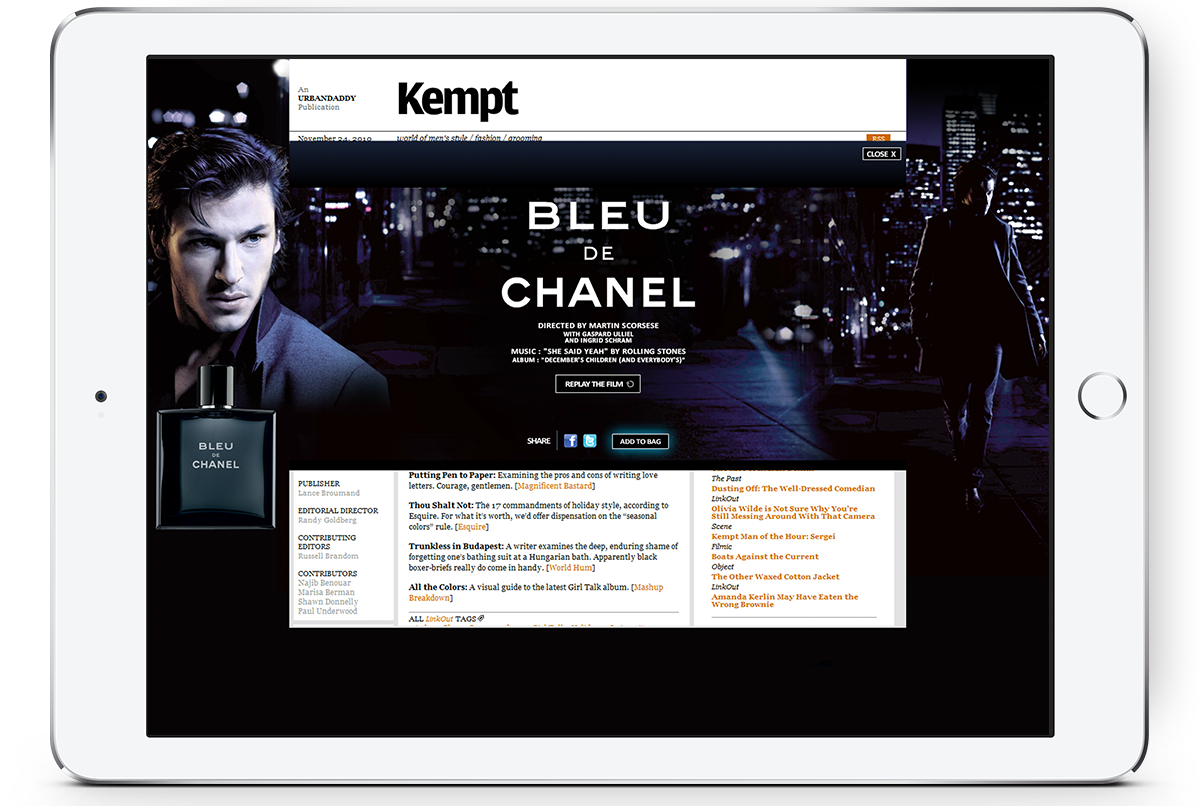 An
URBANDADDY
Publication
Kempt
November 24, 2010
world of men's style / fashion / grooming
RSS
CLOSE X
BLEU
DE
CHANEL
DIRECTED BY MARTIN SCORSESE
WITH GASPARD ULLIEL
AND INGRID SCHRAM
MUSIC : "SHE SAID YEAH" BY ROLLING STONES
ALBUM : "DECEMBER'S CHILDREN (AND EVERYBODY'S)"
REPLAY THE FILM
SHARE
ADD TO BAG
BLEU
DE
CHANEL
PUBLISHER
Lance Broumand
EDITORIAL DIRECTOR
Randy Goldberg
CONTRIBUTING
EDITORS
Russell Brandom
CONTRIBUTORS
Najib Benouar
Marisa Berman
Shawn Donnelly
Paul Underwood
Putting Pen to Paper: Examining the pros and cons of writing love
letters. Courage, gentlemen. [Magnificent Bastard]
Thou Shalt Not: The 17 commandments of holiday style, according to
Esquire. For what it's worth, we'd offer dispensation on the “seasonal
colors” rule. [Esquire]
Trunkless in Budapest: A writer examines the deep, enduring shame of
forgetting one's bathing suit at a Hungarian bath. Apparently black
boxer-briefs really do come in handy. [World Hum]
All the Colors: A visual guide to the latest Girl Talk album. [Mashup
Breakdown]
ALL LinkOut TAGS
The Past
Dusting Off: The Well-Dressed Comedian
LinkOut
Olivia Wilde is Not Sure Why You're
Still Messing Around With That Camera
Scene
Kempt Man of the Hour: Sergei
Filmic
Boats Against the Current
Object
The Other Waxed Cotton Jacket
LinkOut
Amanda Kerlin May Have Eaten the
Wrong Brownie